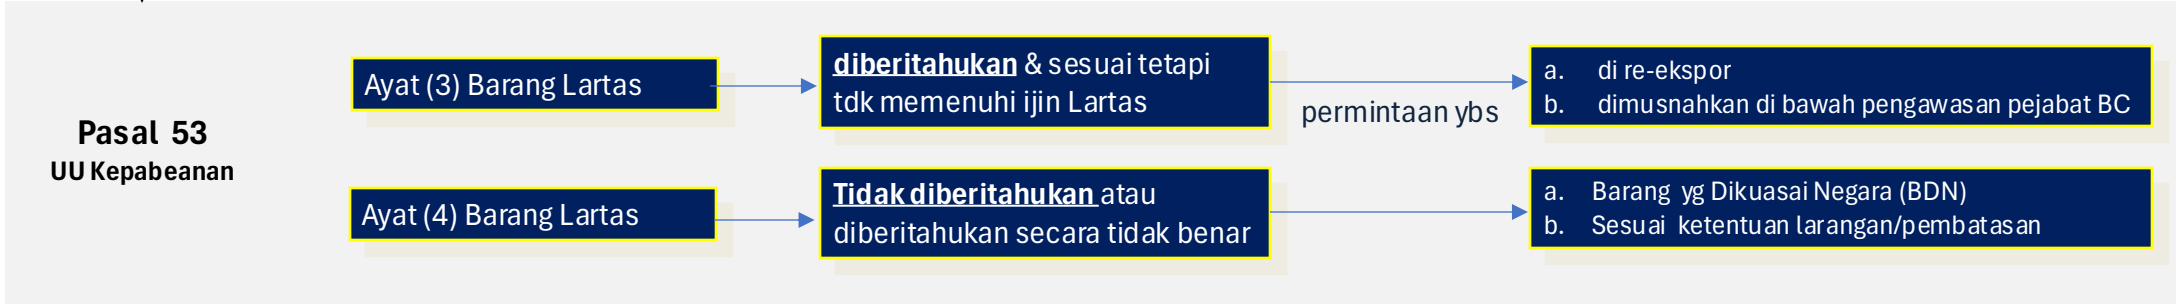 Pasal 53
UU Kepabeanan
Ayat (3) Barang Lartas
diberitahukan & sesuai tetapi
tdk memenuhi ijin Lartas
permintaan ybs
a. di re-ekspor
b. dimusnahkan di bawah pengawasan pejabat BC
Ayat (4) Barang Lartas
Tidak diberitahukan atau
diberitahukan secara tidak benar
a. Barang yg Dikuasai Negara (BDN)
b. Sesuai ketentuan larangan/pembatasan